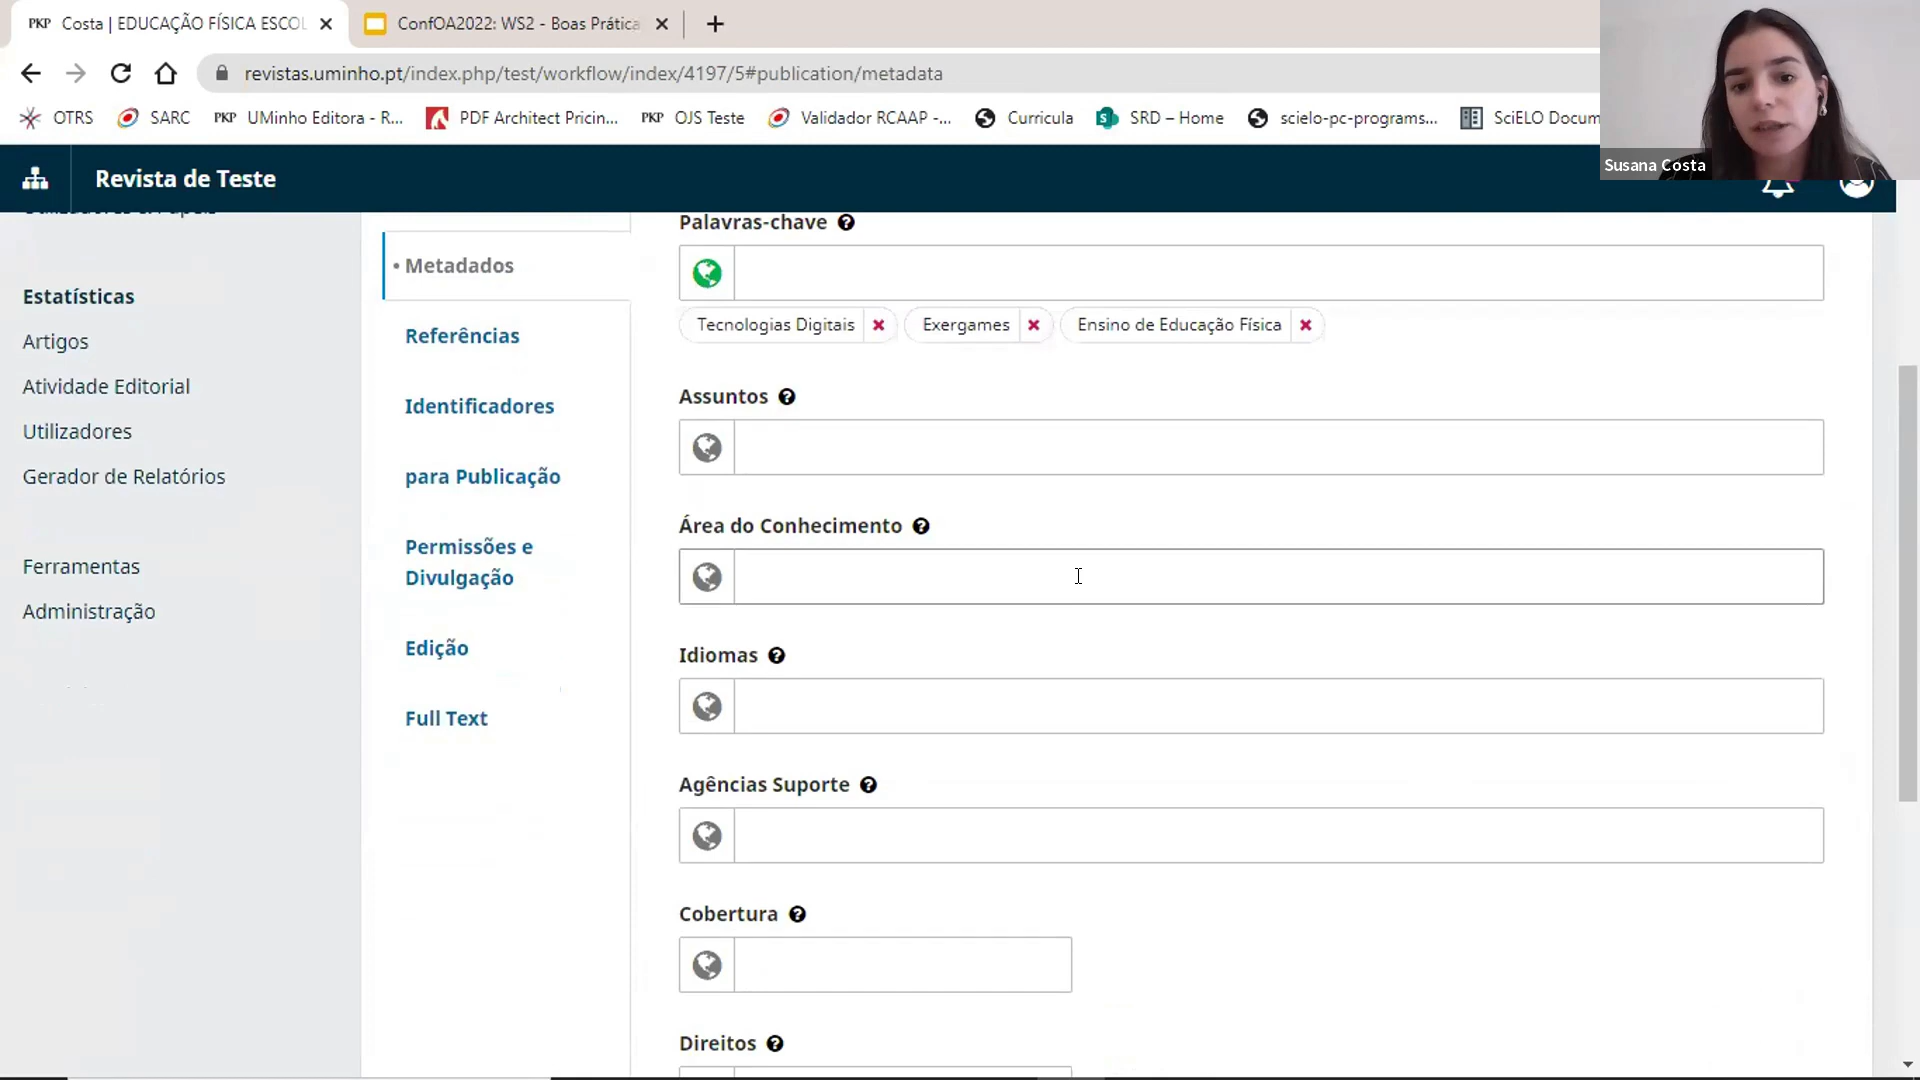 PKP Costa | EDUCAÇÃO FÍSICA ESCOL
ConfOA2022: WS2 - Boas Prática
revistas.uminho.pt/index.php/test/workflow/index/4197/5#publication/metadata
OTRS
SARC
PKP UMinho Editora - R...
PDF Architect Pricin...
PKP OJS Teste
Validador RCAAP -...
Curricula
SRD – Home
scielo-pc-programs...
SciELO Docum
Susana Costa
Revista de Teste
Estatísticas
Artigos
Atividade Editorial
Utilizadores
Gerador de Relatórios
Ferramentas
Administração
• Metadados
Referências
Identificadores
para Publicação
Permissões e
Divulgação
Edição
Full Text
Palavras-chave
Tecnologias Digitais
Exergames
Ensino de Educação Física
Assuntos
Área do Conhecimento
Idiomas
Agências Suporte
Cobertura
Direitos